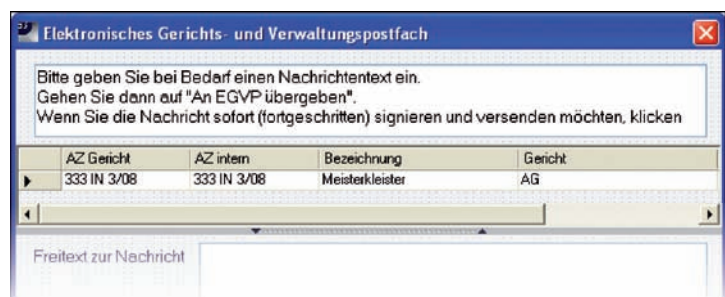 Elektronisches Gerichts- und Verwaltungspostfach
Bitte geben Sie bei Bedarf einen Nachrichtentext ein.
Gehen Sie dann auf "An EGVP übergeben".
Wenn Sie die Nachricht sofort (fortgeschritten) signieren und versenden möchten, klicken
AZ Gericht AZ intern Bezeichnung Gericht
333 IN 3/08 333 IN 3/08 Meisterkleister AG
Freitext zur Nachricht